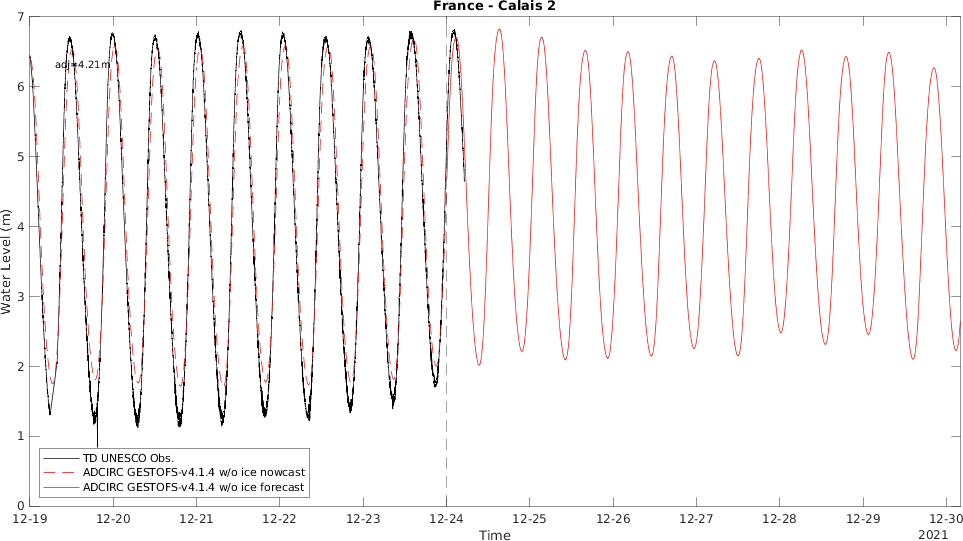 France - Calais 2
7
adj=4.21m
6
5
4
Water Level (m)
3
2
1
TD UNESCO Obs.
ADCIRC GESTOFS-v4.1.4 w/o ice nowcast
ADCIRC GESTOFS-v4.1.4 w/o ice forecast
0
12-19 12-20 12-21 12-22 12-23 12-24 12-25 12-26 12-27 12-28 12-29 12-30
Time
2021